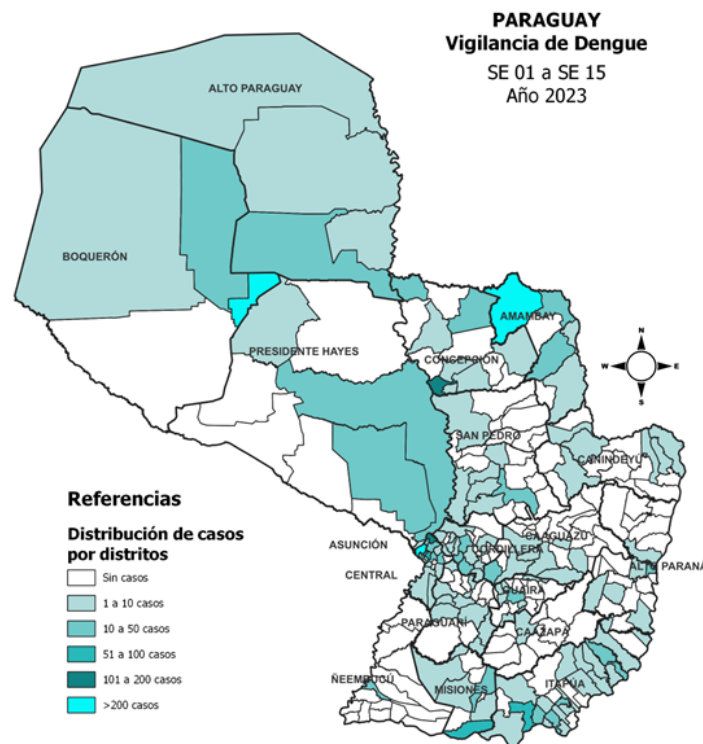 PARAGUAY
Vigilancia de Dengue
SE 01 a SE 15
Año 2023
ALTO PARAGUAY
BOQUERÓN
AMAMBAY
PRESIDENTE HAYES
CONCEPCIÓN
N
W
E
S
SAN PEDRO
CANINDEYÚ
ASUNCIÓN
CORDILLERA
CAAGUAZÚ
CENTRAL
ALTO PARANÁ
GUAIRÁ
PARAGUARÍ
CAAZAPÁ
ÑEEMBUCÚ
MISIONES
ITAPÚA
Referencias
Distribución de casos
por distritos
Sin casos
1 a 10 casos
10 a 50 casos
51 a 100 casos
101 a 200 casos
>200 casos